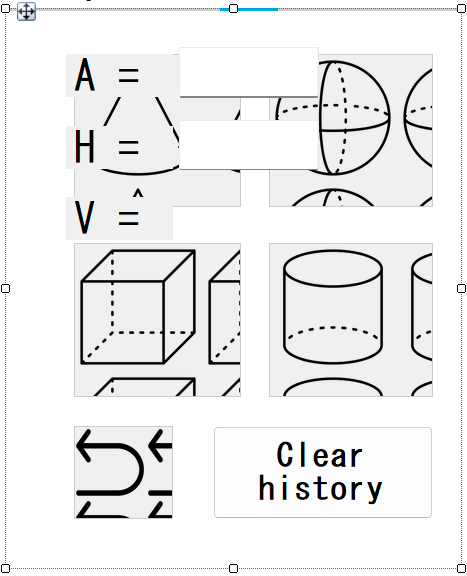 A =
H =
V =
Clear
history